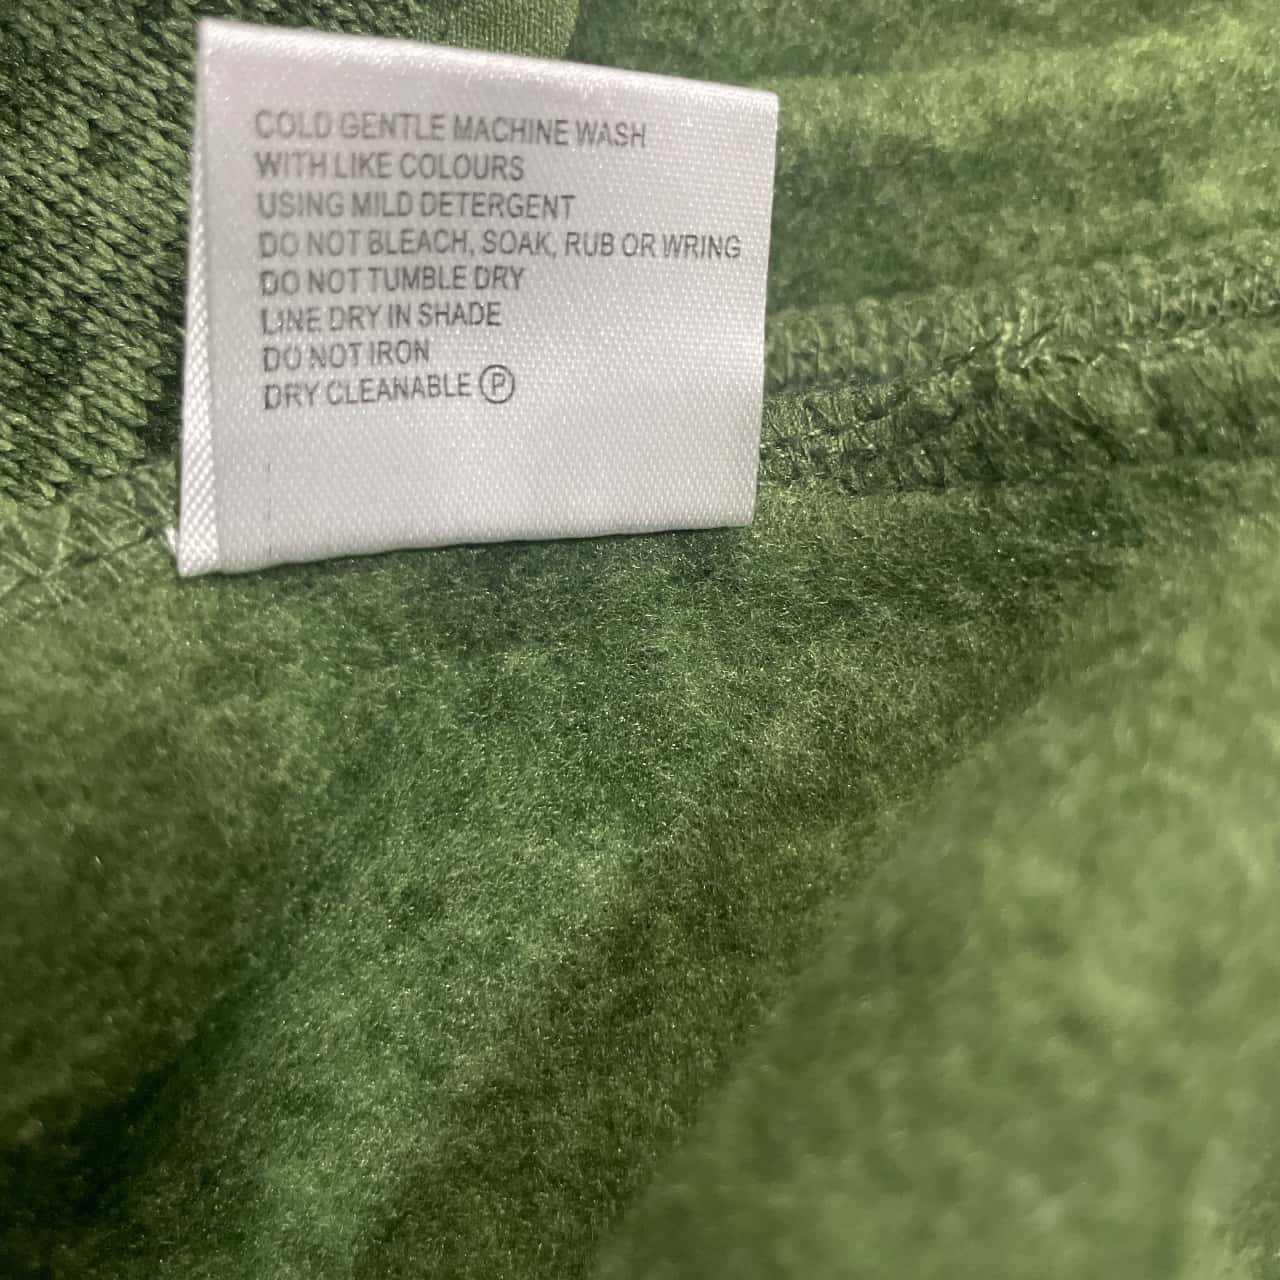 COLD GENTLE MACHINE WASH
WITH LIKE COLOURS
USING MILD DETERGENT
DO NOT BLEACH, SOAK, RUB OR WRING
DO NOT TUMBLE DRY
LINE DRY IN SHADE
DO NOT IRON
DRY CLEANABLE Ⓟ